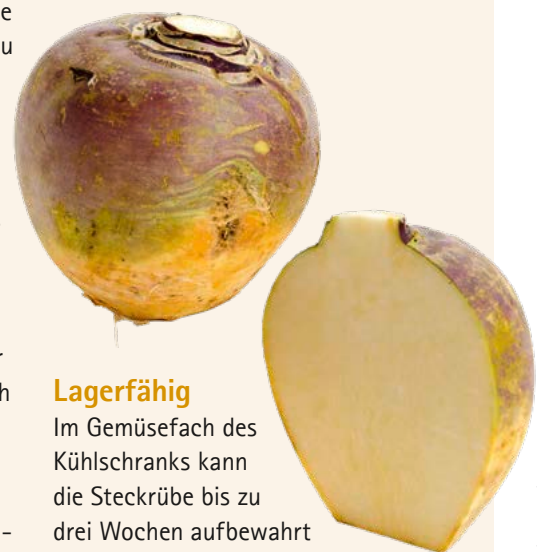 e
u
r
h
-
Lagerfähig
Im Gemüsefach des
Kühlschranks kann
die Steckrübe bis zu
drei Wochen aufbewahrt